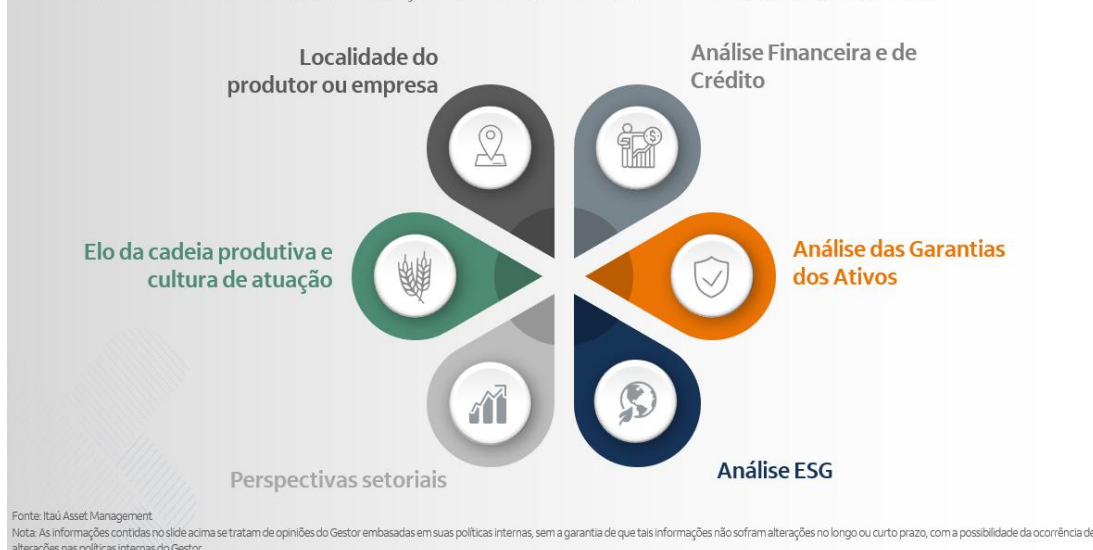 Localidade do
produtor ou empresa
Análise Financeira e de
Crédito
Elo da cadeia produtiva e
cultura de atuação
Análise das Garantias
dos Ativos
Perspectivas setoriais
Análise ESG
Fonte: Itaú Asset Management
Nota: As informações contidas no slide acima se tratam de opiniões do Gestor embasadas em suas políticas internas, sem a garantia de que tais informações não sofram alterações no longo ou curto prazo, com a possibilidade da ocorrência de
alterações nas políticas internas do Gestor